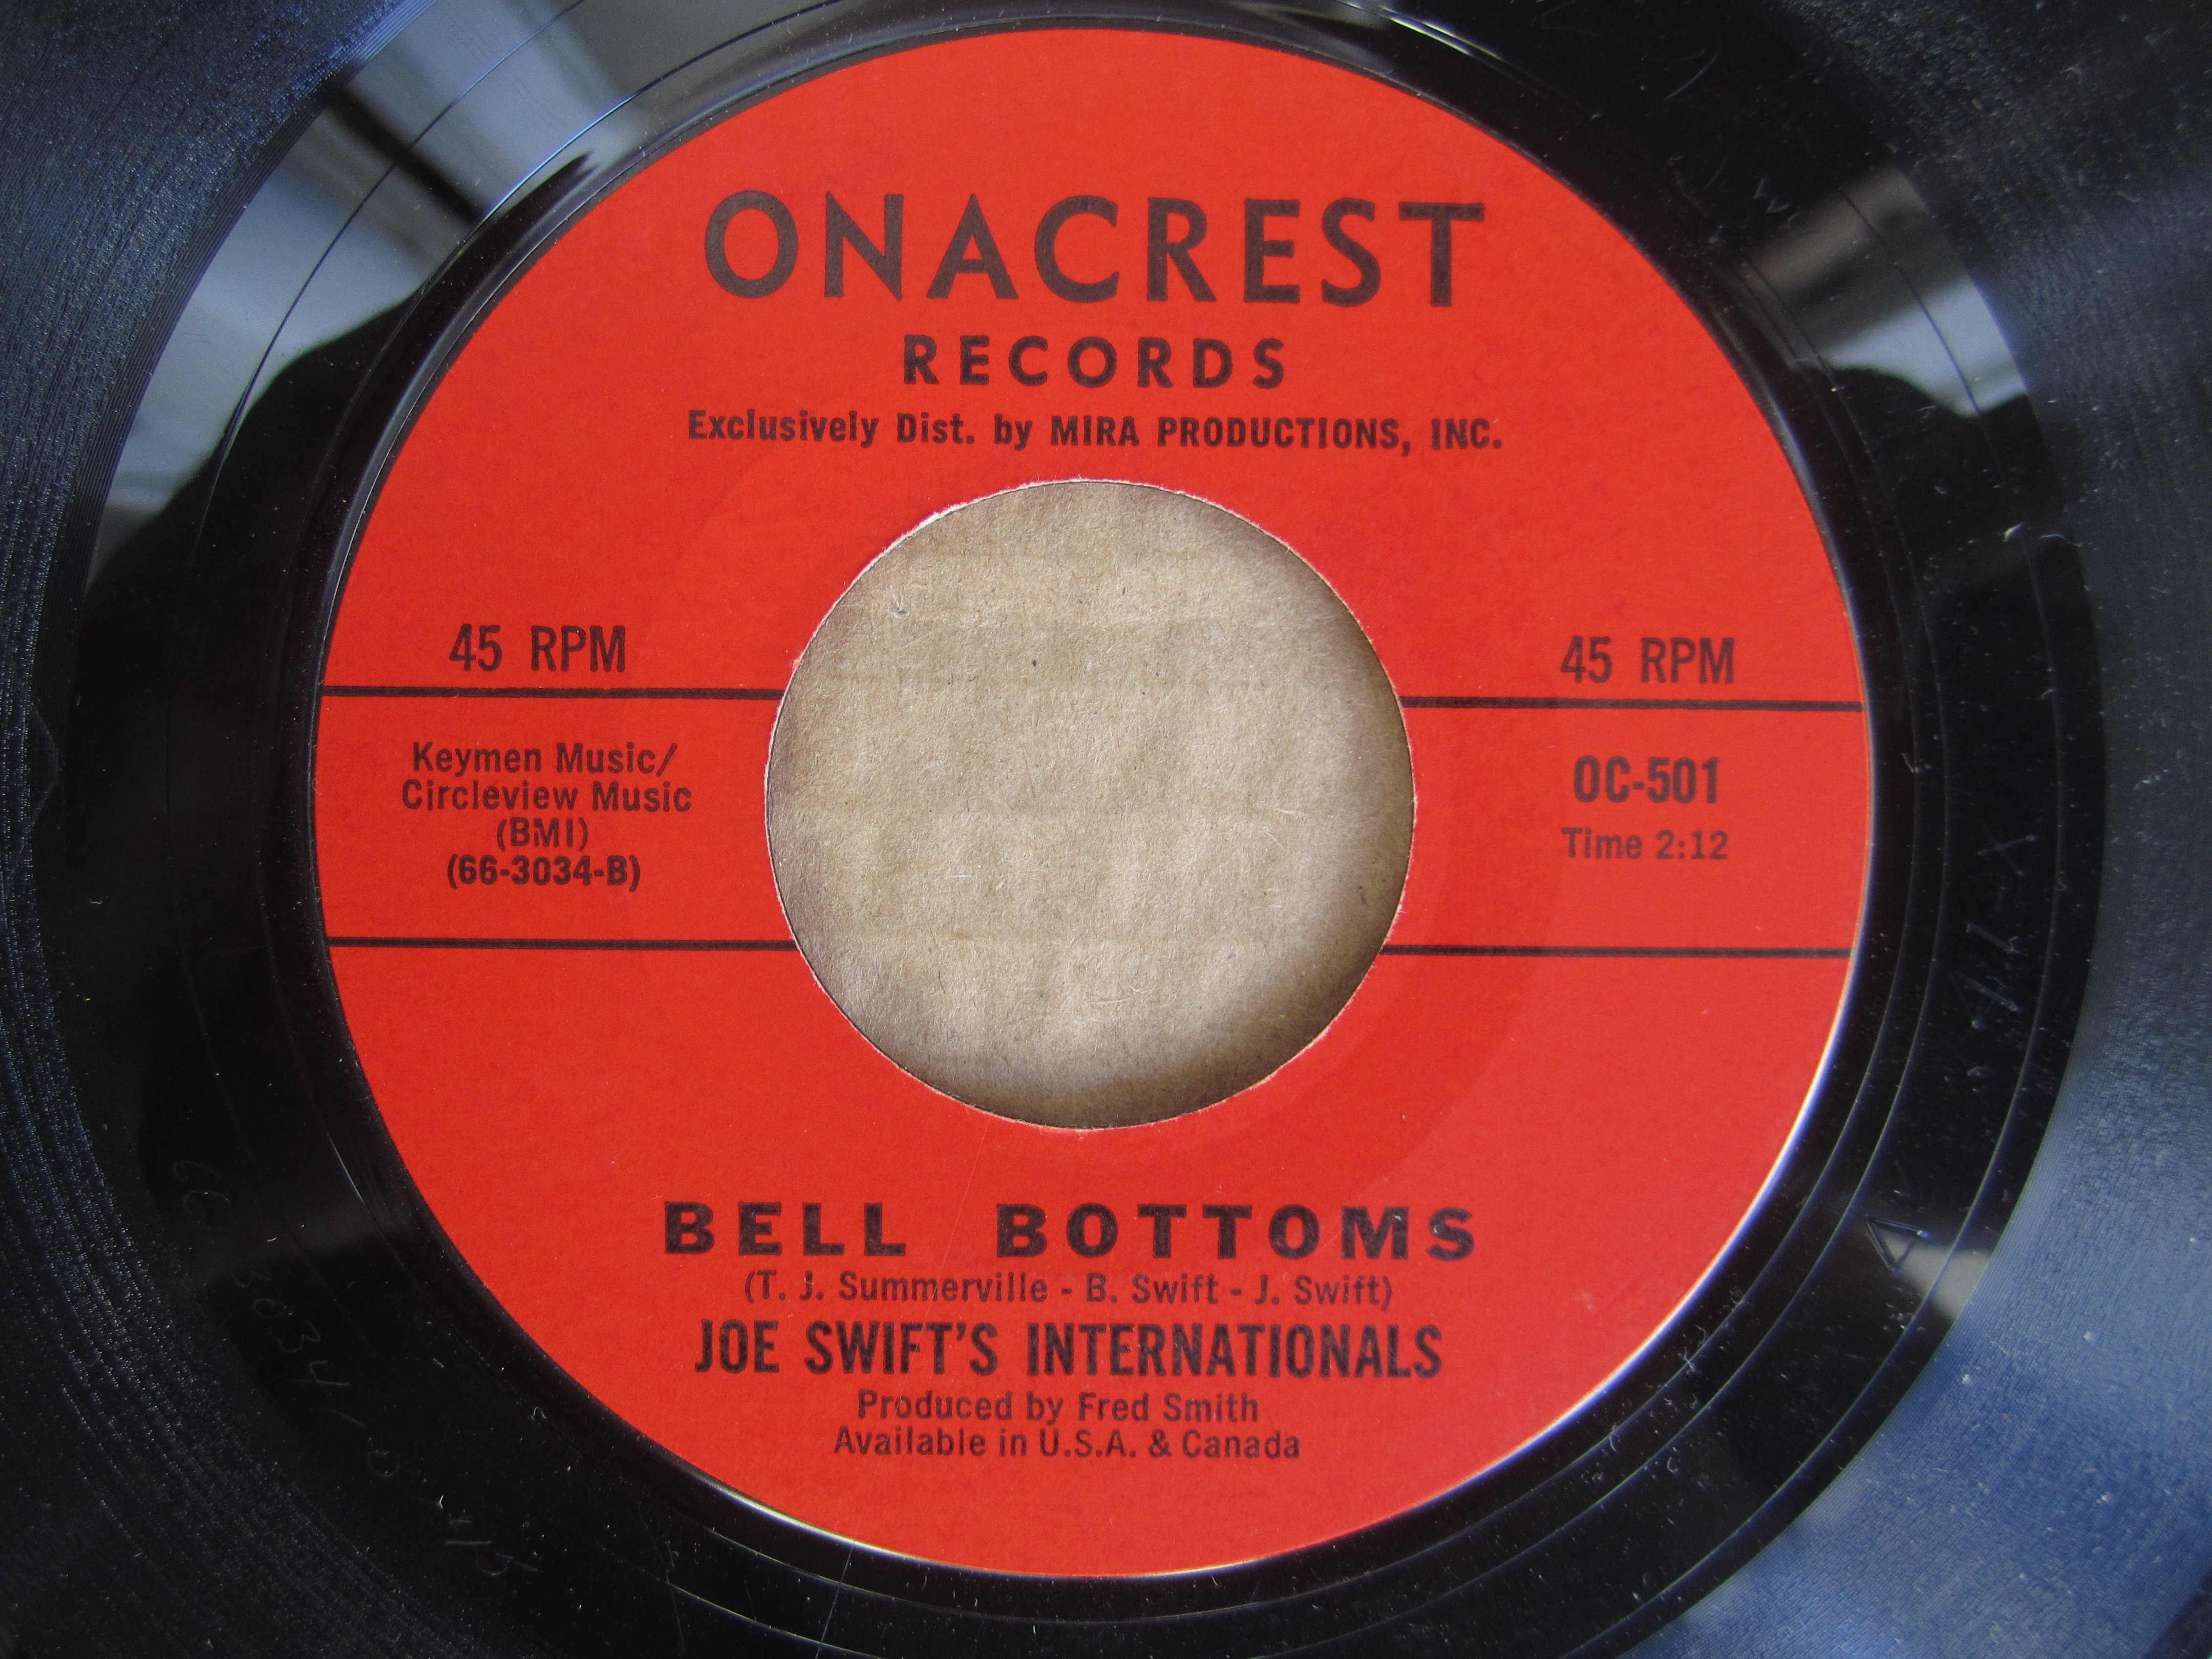 ONACREST
RECORDS
Exclusively Dist. by MIRA PRODUCTIONS, INC.
45 RPM
45 RPM
Keymen Music/
Circleview Music
(BMI)
(66-3034-B)
OC-501
Time 2:12
BELL BOTTOMS
(T. J. Summerville - B. Swift - J. Swift)
JOE SWIFT'S INTERNATIONALS
Produced by Fred Smith
Available in U.S.A. & Canada